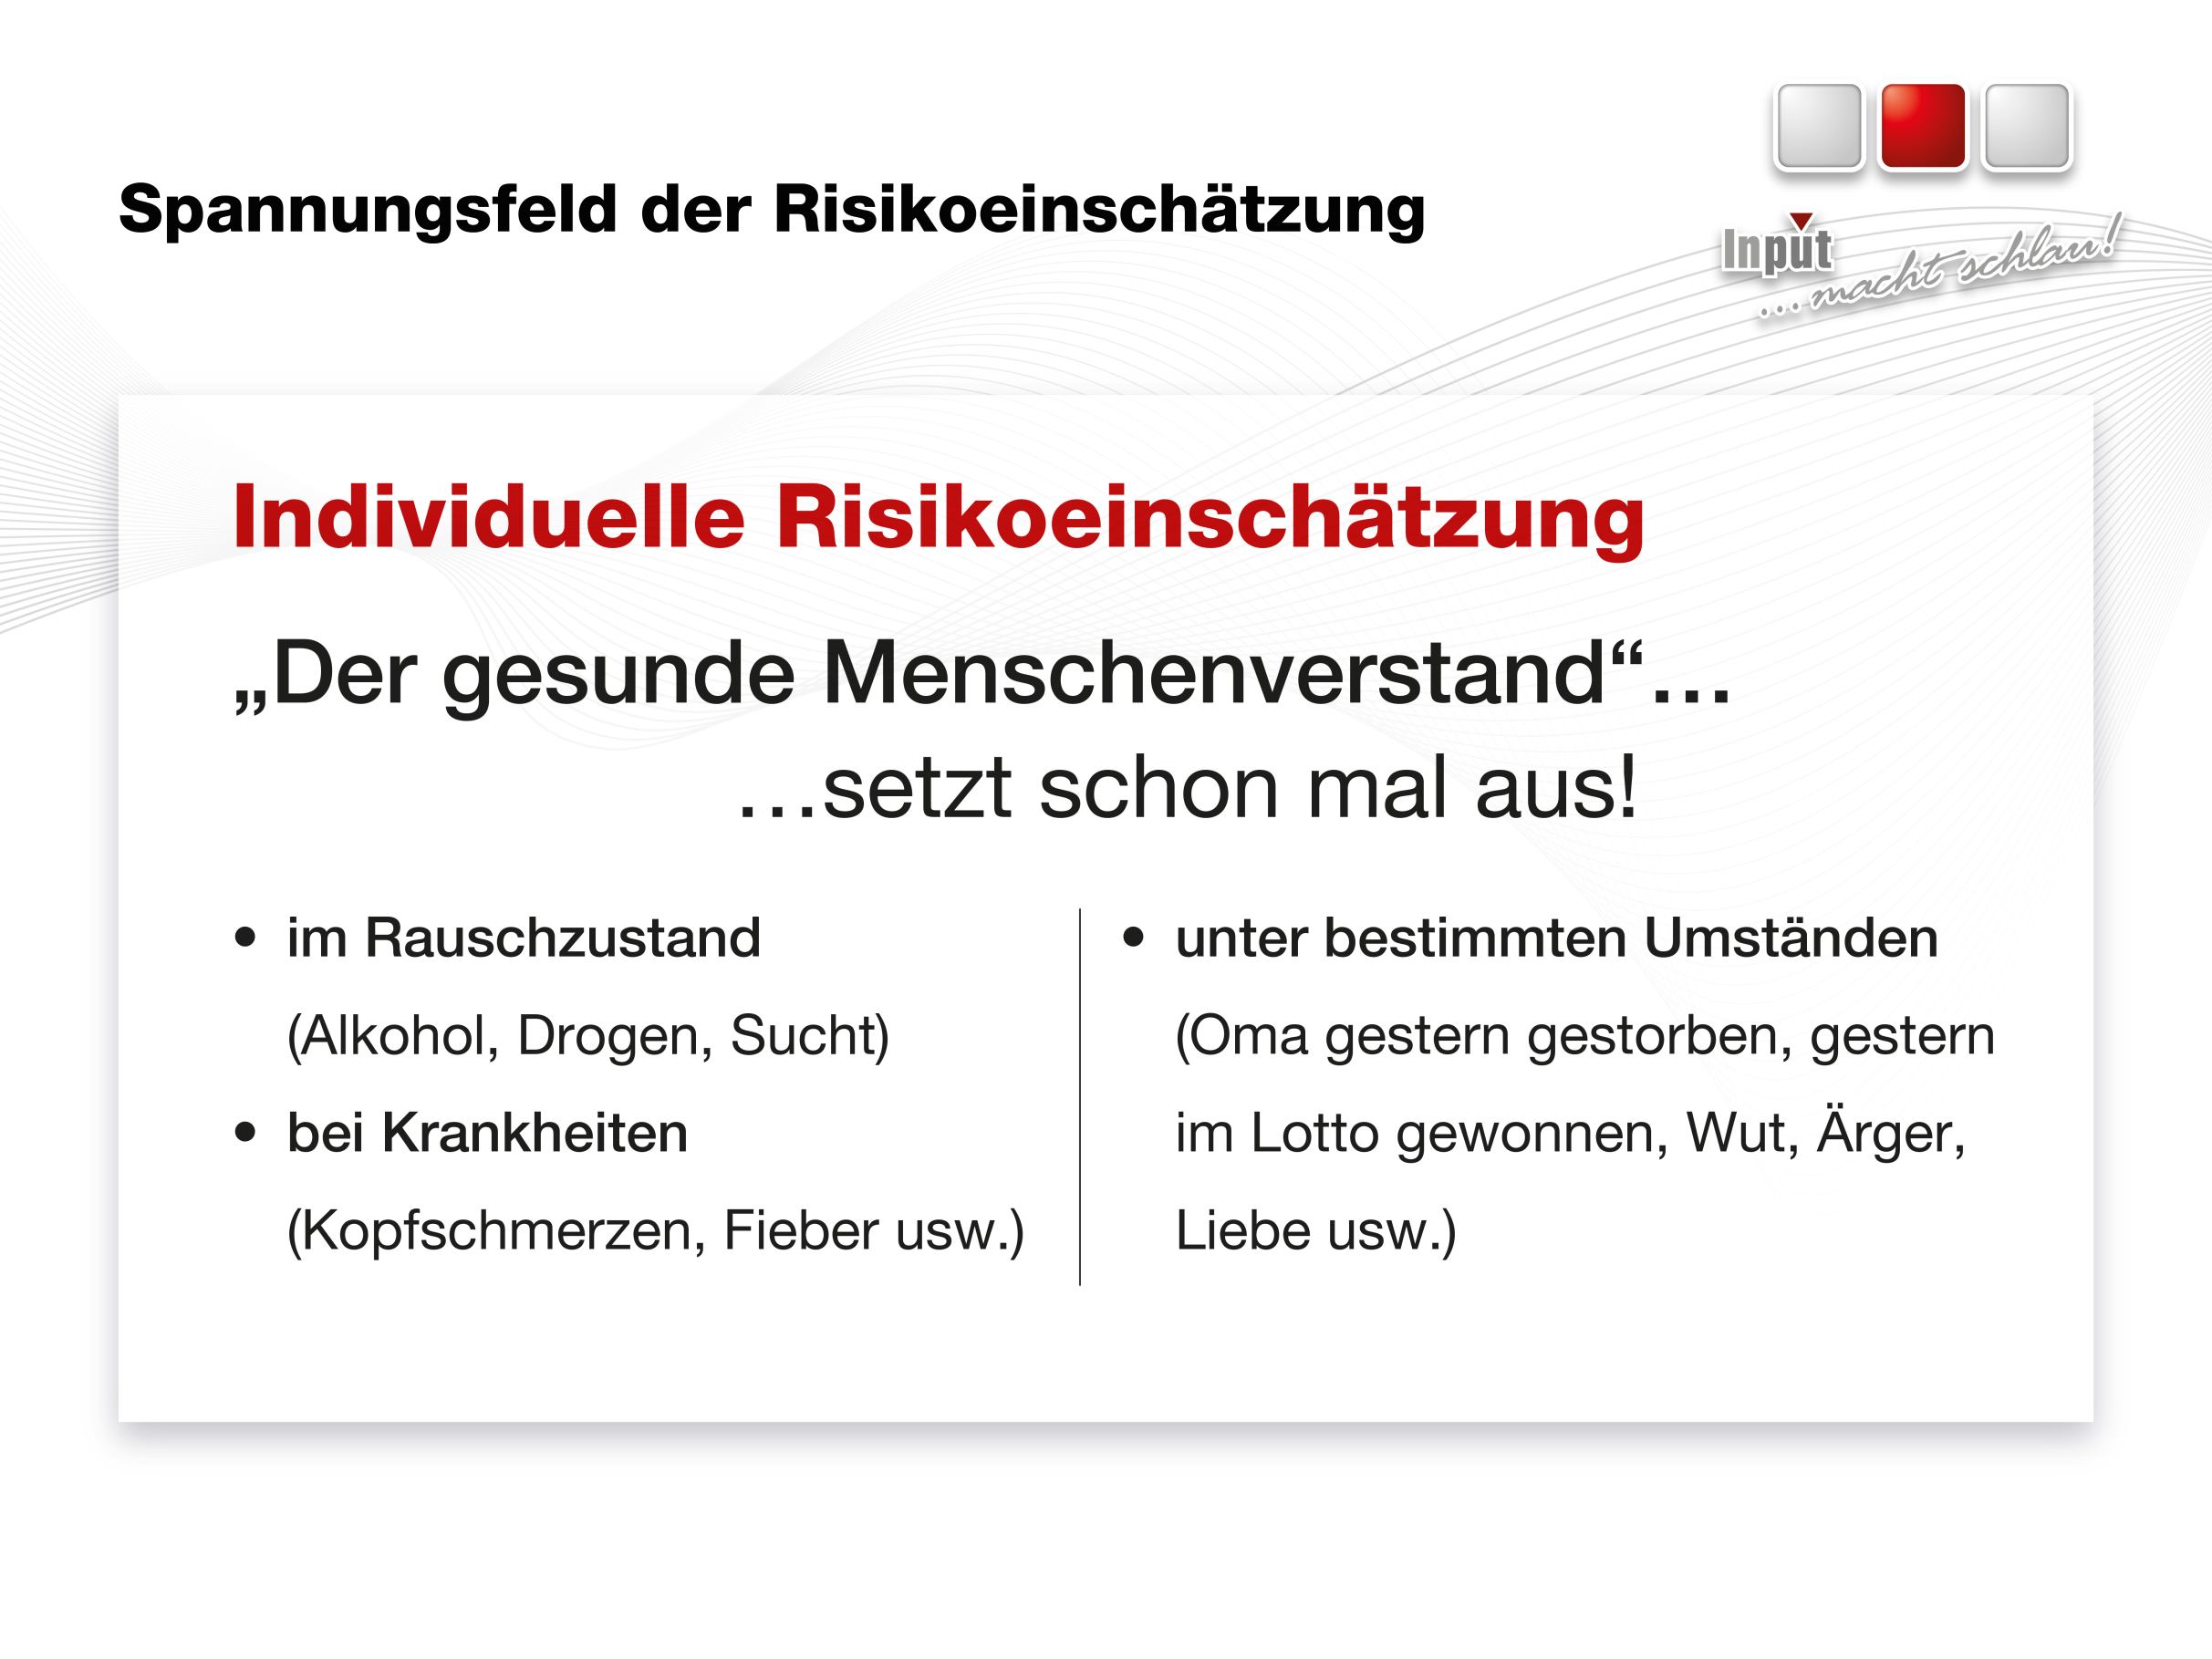 Spannungsfeld der Risikoeinschätzung
Input
... macht schlau!
Individuelle Risikoeinschätzung
„Der gesunde Menschenverstand“...
...setzt schon mal aus!
• im Rauschzustand
(Alkohol, Drogen, Sucht)
• bei Krankheiten
(Kopfschmerzen, Fieber usw.)
• unter bestimmten Umständen
(Oma gestern gestorben, gestern
im Lotto gewonnen, Wut, Ärger,
Liebe usw.)